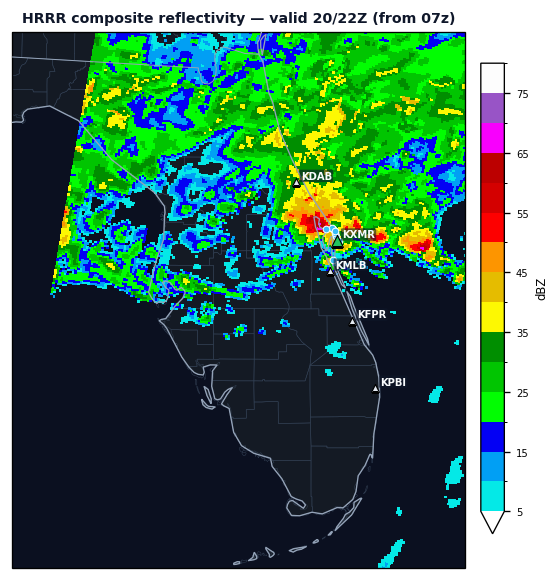 HRRR composite reflectivity — valid 20/22Z (from 07z)
KDAB
KXMR
KMLB
KFPR
KPBI
75
65
55
45
35
25
15
5
dBZ